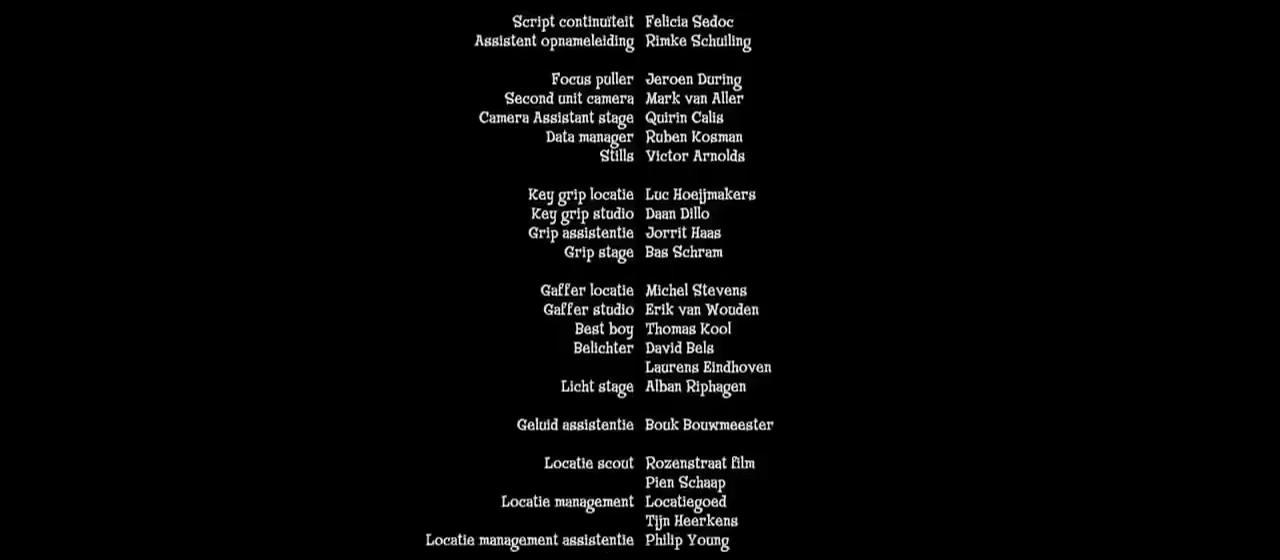 Script continuïteit Felicia Sedoc
Assistent opnameleiding Rimke Schuiling
Focus puller Jeroen During
Second unit camera Mark van Aller
Camera Assistant stage Quirin Calis
Data manager Ruben Kosman
Stills Victor Arnolds
Key grip locatie Luc Hoeijmakers
Key grip studio Daan Dillo
Grip assistentie Jorrit Haas
Grip stage Bas Schram
Gaffer locatie Michel Stevens
Gaffer studio Erik van Wouden
Best boy Thomas Kool
Belichter David Bels
Laurens Eindhoven
Licht stage Alban Riphagen
Geluid assistentie Bouk Bouwmeester
Locatie scout Rozenstraat film
Pien Schaap
Locatie management Locatiegoed
Tijn Heerkens
Locatie management assistentie Philip Young